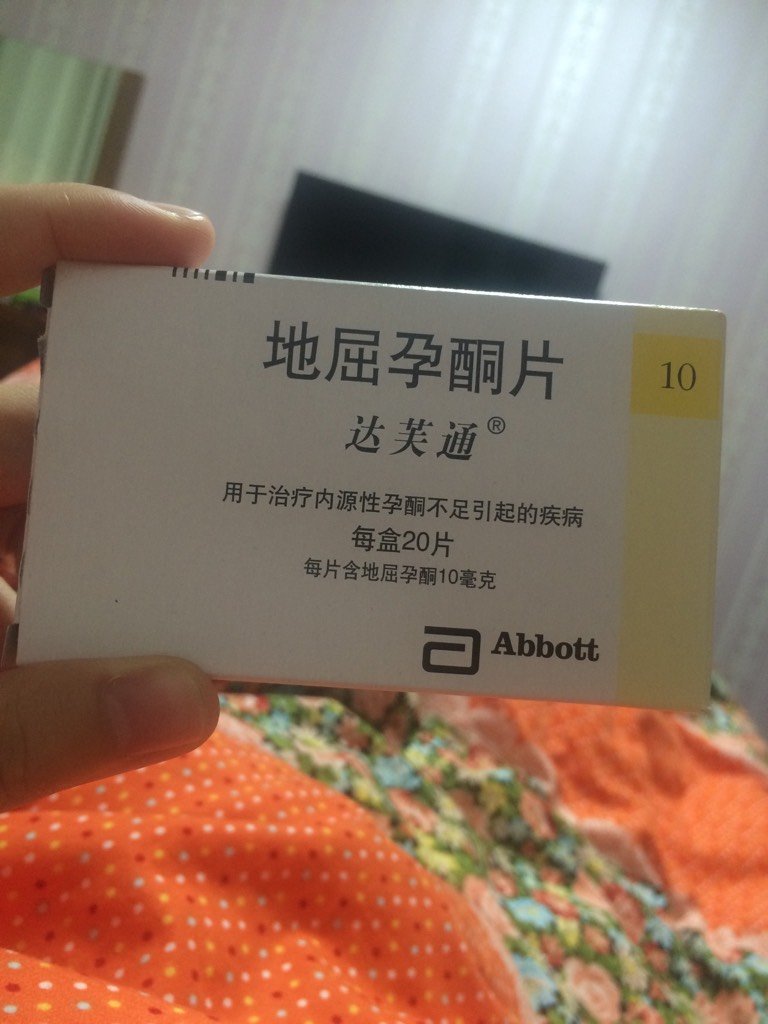 地屈孕酮片
10
达芙通®
用于治疗内源性孕酮不足引起的疾病
每盒20片
每片含地屈孕酮10毫克
Abbott